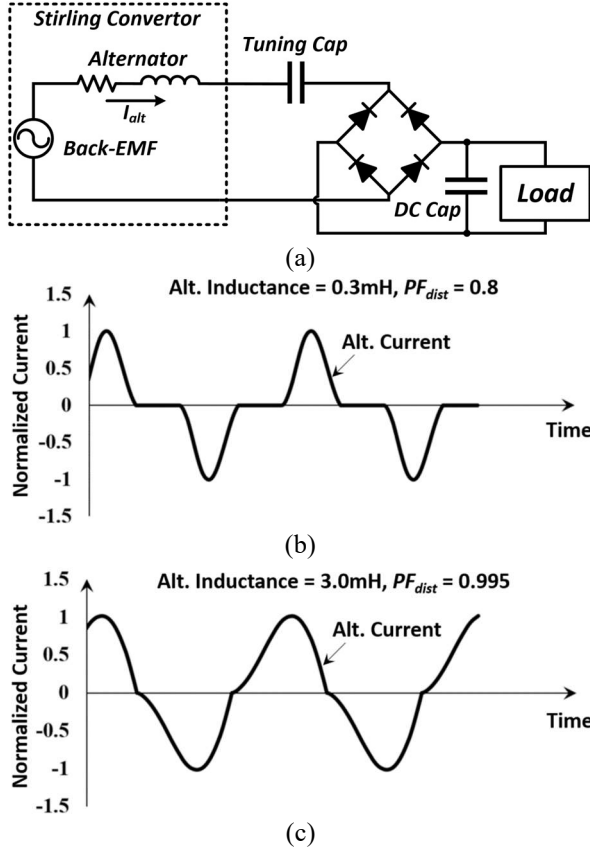 Stirling Convertor
Alternator
Tuning Cap
I_alt
Back-EMF
DC Cap
Load
(a)
Alt. Inductance = 0.3mH, PF_dist = 0.8
1.5
1
0.5
0
-0.5
-1
-1.5
Normalized Current
Alt. Current
Time
(b)
Alt. Inductance = 3.0mH, PF_dist = 0.995
1.5
1
0.5
0
-0.5
-1
-1.5
Normalized Current
Alt. Current
Time
(c)